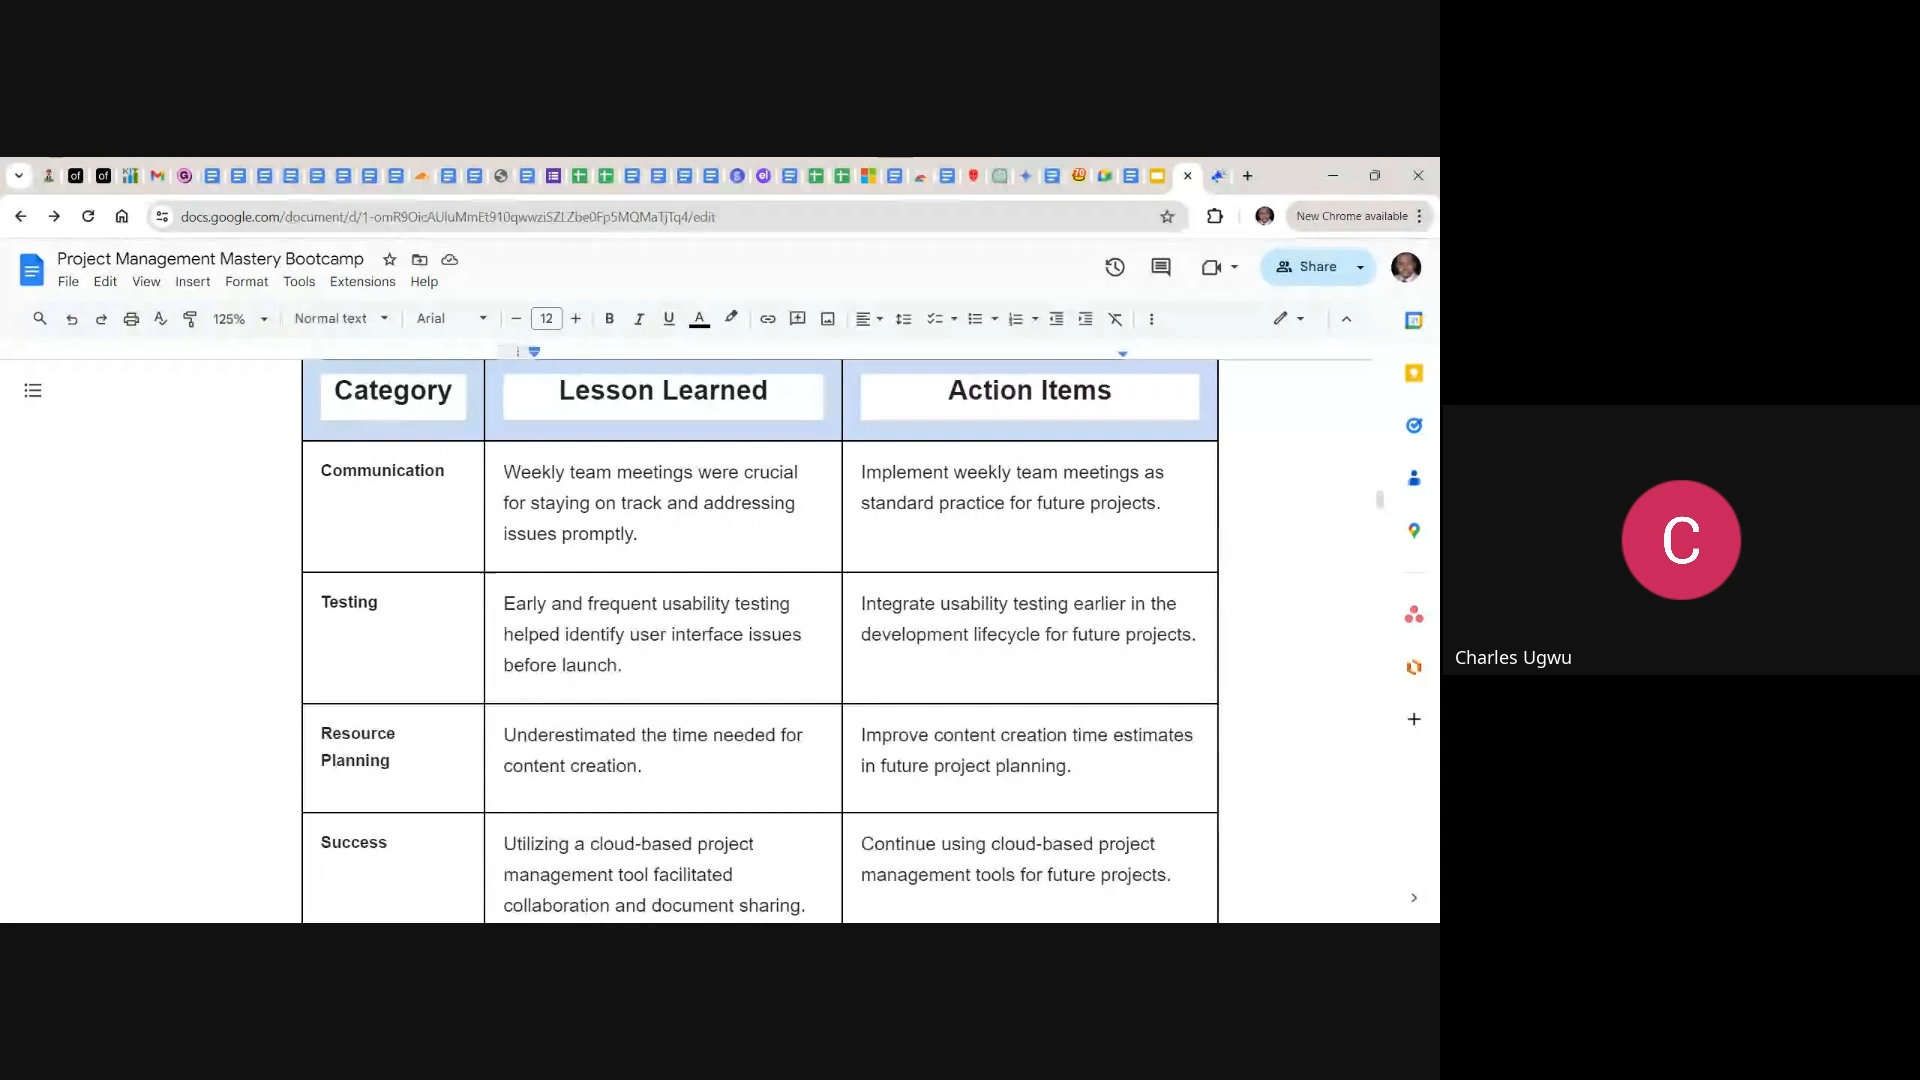 docs.google.com/document/d/1-omR9OicAUIuMmEt910qwwziSZLZbe0Fp5MQMaTjTq4/edit
New Chrome available
Project Management Mastery Bootcamp
File Edit View Insert Format Tools Extensions Help
Share
125% Normal text Arial 12
Category Lesson Learned Action Items
Communication
Weekly team meetings were crucial
for staying on track and addressing
issues promptly.
Implement weekly team meetings as
standard practice for future projects.
Testing
Early and frequent usability testing
helped identify user interface issues
before launch.
Integrate usability testing earlier in the
development lifecycle for future projects.
Resource
Planning
Underestimated the time needed for
content creation.
Improve content creation time estimates
in future project planning.
Success
Utilizing a cloud-based project
management tool facilitated
collaboration and document sharing.
Continue using cloud-based project
management tools for future projects.
C
Charles Ugwu